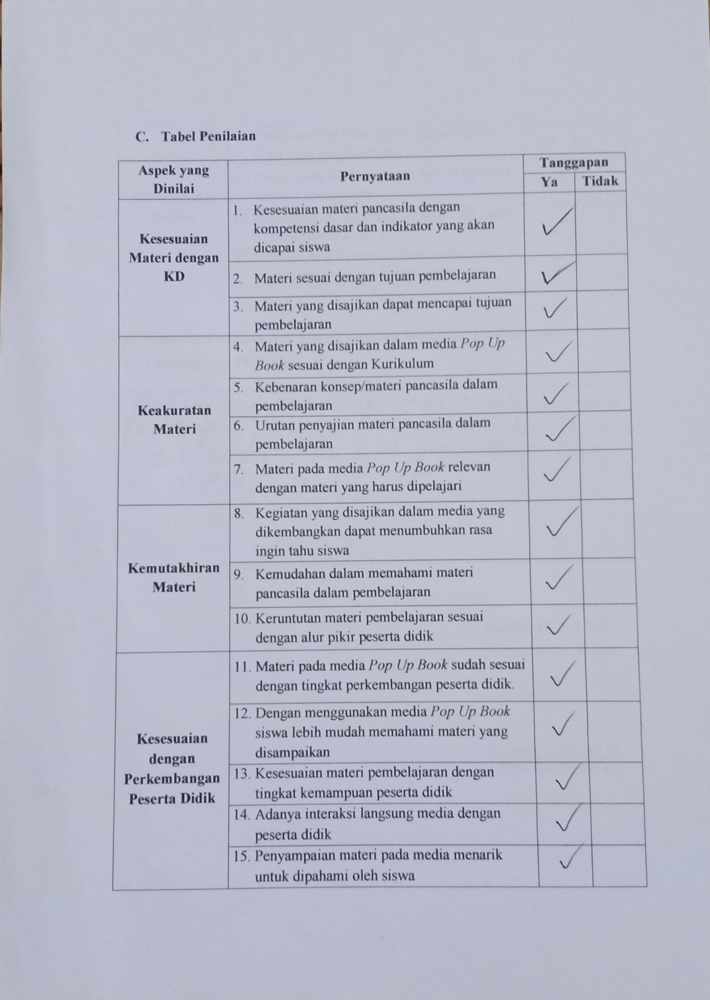 C. Tabel Penilaian
Aspek yang
Dinilai
Pernyataan
Tanggapan
Ya
Tidak
Kesesuaian
Materi dengan
KD
1. Kesesuaian materi pancasila dengan
kompetensi dasar dan indikator yang akan
dicapai siswa
✓
2. Materi sesuai dengan tujuan pembelajaran
✓
3. Materi yang disajikan dapat mencapai tujuan
pembelajaran
✓
Keakuratan
Materi
4. Materi yang disajikan dalam media Pop Up
Book sesuai dengan Kurikulum
✓
5. Kebenaran konsep/materi pancasila dalam
pembelajaran
✓
6. Urutan penyajian materi pancasila dalam
pembelajaran
✓
7. Materi pada media Pop Up Book relevan
dengan materi yang harus dipelajari
✓
Kemutakhiran
Materi
8. Kegiatan yang disajikan dalam media yang
dikembangkan dapat menumbuhkan rasa
ingin tahu siswa
✓
9. Kemudahan dalam memahami materi
pancasila dalam pembelajaran
✓
10. Keruntutan materi pembelajaran sesuai
dengan alur pikir peserta didik
✓
Kesesuaian
dengan
Perkembangan
Peserta Didik
11. Materi pada media Pop Up Book sudah sesuai
dengan tingkat perkembangan peserta didik.
✓
12. Dengan menggunakan media Pop Up Book
siswa lebih mudah memahami materi yang
disampaikan
✓
13. Kesesuaian materi pembelajaran dengan
tingkat kemampuan peserta didik
✓
14. Adanya interaksi langsung media dengan
peserta didik
✓
15. Penyampaian materi pada media menarik
untuk dipahami oleh siswa
✓